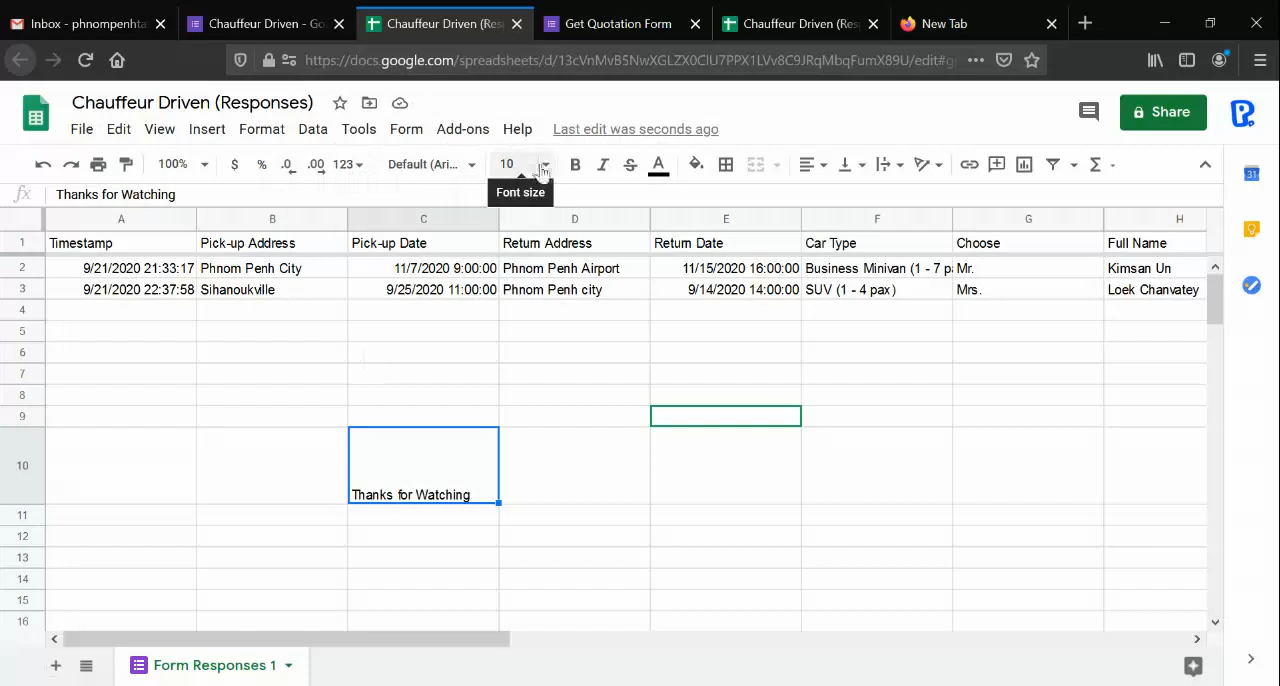 Inbox - phnompenhta
Chauffeur Driven - Go
Chauffeur Driven (Res
Get Quotation Form
Chauffeur Driven (Res
New Tab
https://docs.google.com/spreadsheets/d/13cVnMvB5NwXGLZX0ClU7PPX1LVv8C9JRqMbqFumX89U/edit#g
Chauffeur Driven (Responses)
Share
File Edit View Insert Format Data Tools Form Add-ons Help Last edit was seconds ago
100% $ % .0 .00 123 Default (Ari... 10 B I S A Σ
31
Font size
fx Thanks for Watching
A B C D E F G H
1 Timestamp Pick-up Address Pick-up Date Return Address Return Date Car Type Choose Full Name
2 9/21/2020 21:33:17 Phnom Penh City 11/7/2020 9:00:00 Phnom Penh Airport 11/15/2020 16:00:00 Business Minivan (1 - 7 pa Mr. Kimsan Un
3 9/21/2020 22:37:58 Sihanoukville 9/25/2020 11:00:00 Phnom Penh city 9/14/2020 14:00:00 SUV (1 - 4 pax) Mrs. Loek Chanvatey
4
5
6
7
8
9
10 Thanks for Watching
11
12
13
14
15
16
Form Responses 1